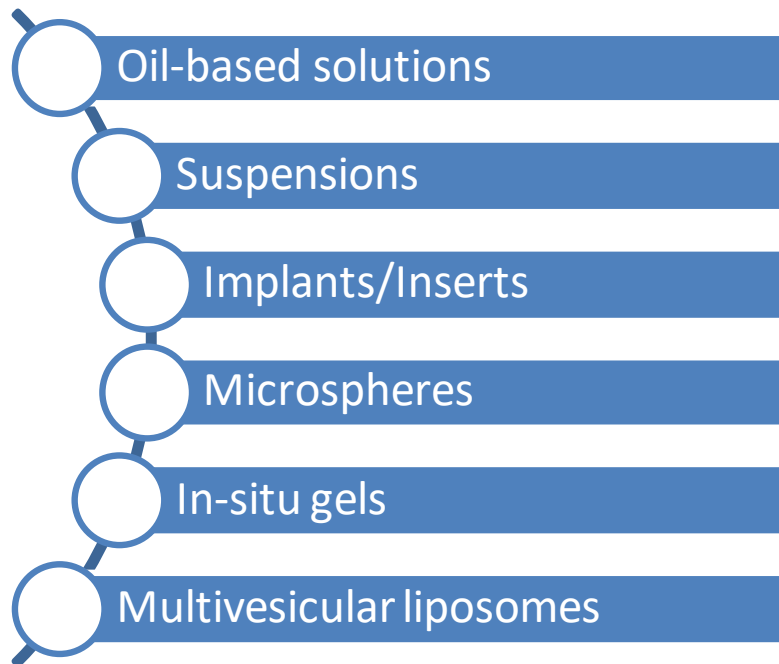 Oil-based solutions
Suspensions
Implants/Inserts
Microspheres
In-situ gels
Multivesicular liposomes